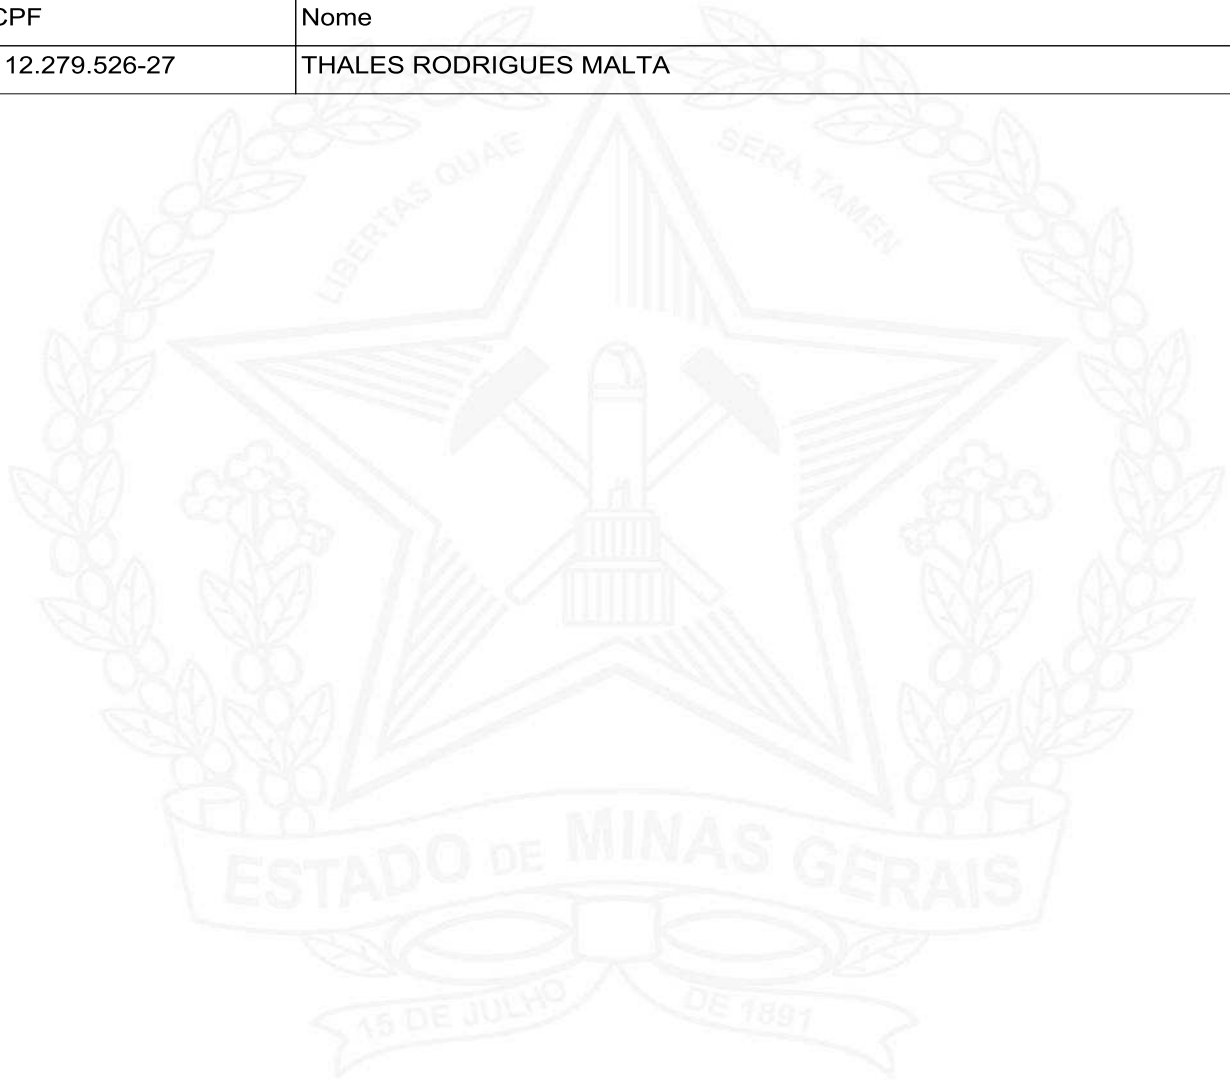 CPF Nome
12.279.526-27 THALES RODRIGUES MALTA
LIBERTAS QUAE SERA TAMEN
ESTADO DE MINAS GERAIS
15 DE JULHO DE 1891